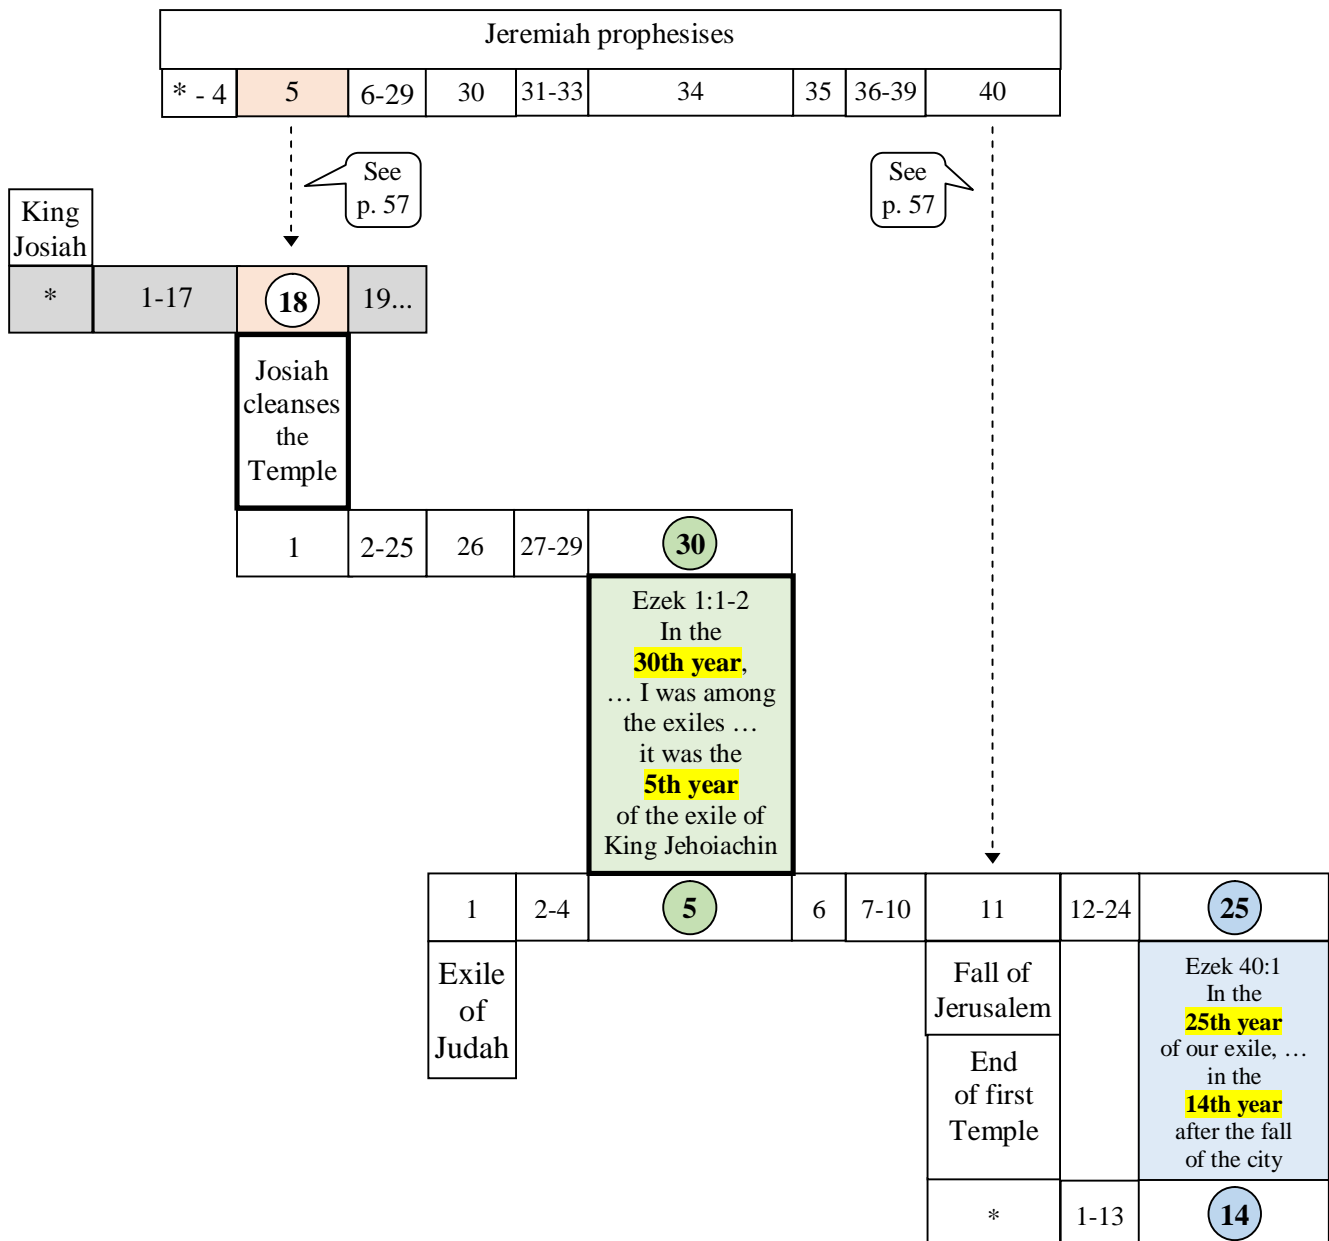 Jeremiah prophesises
* - 4 5 6-29 30 31-33 34 35 36-39 40
See
p. 57
See
p. 57
King
Josiah
* 1-17 18 19...
Josiah
cleanses
the
Temple
1 2-25 26 27-29 30
Ezek 1:1-2
In the
30th year,
… I was among
the exiles …
it was the
5th year
of the exile of
King Jehoiachin
1 2-4 5 6 7-10 11 12-24 25
Exile
of
Judah
Fall of
Jerusalem
End
of first
Temple
Ezek 40:1
In the
25th year
of our exile, …
in the
14th year
after the fall
of the city
* 1-13 14